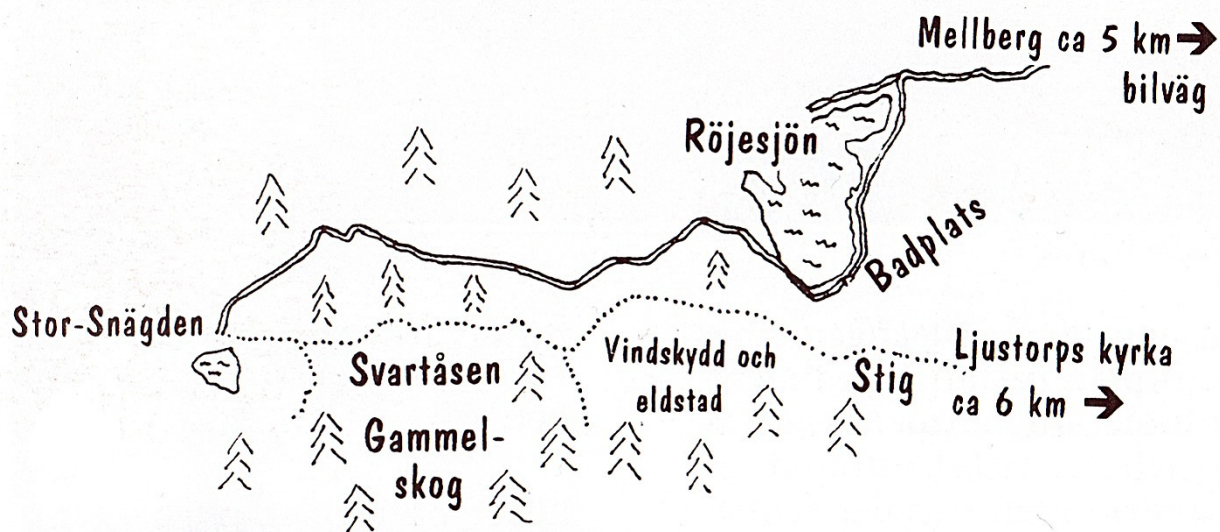 Mellberg ca 5 km →
bilväg
Röjesjön
Badplats
Stor-Snägden
Svartåsen
Gammel-
skog
Vindskydd och
eldstad
Stig
Ljustorps kyrka
ca 6 km →